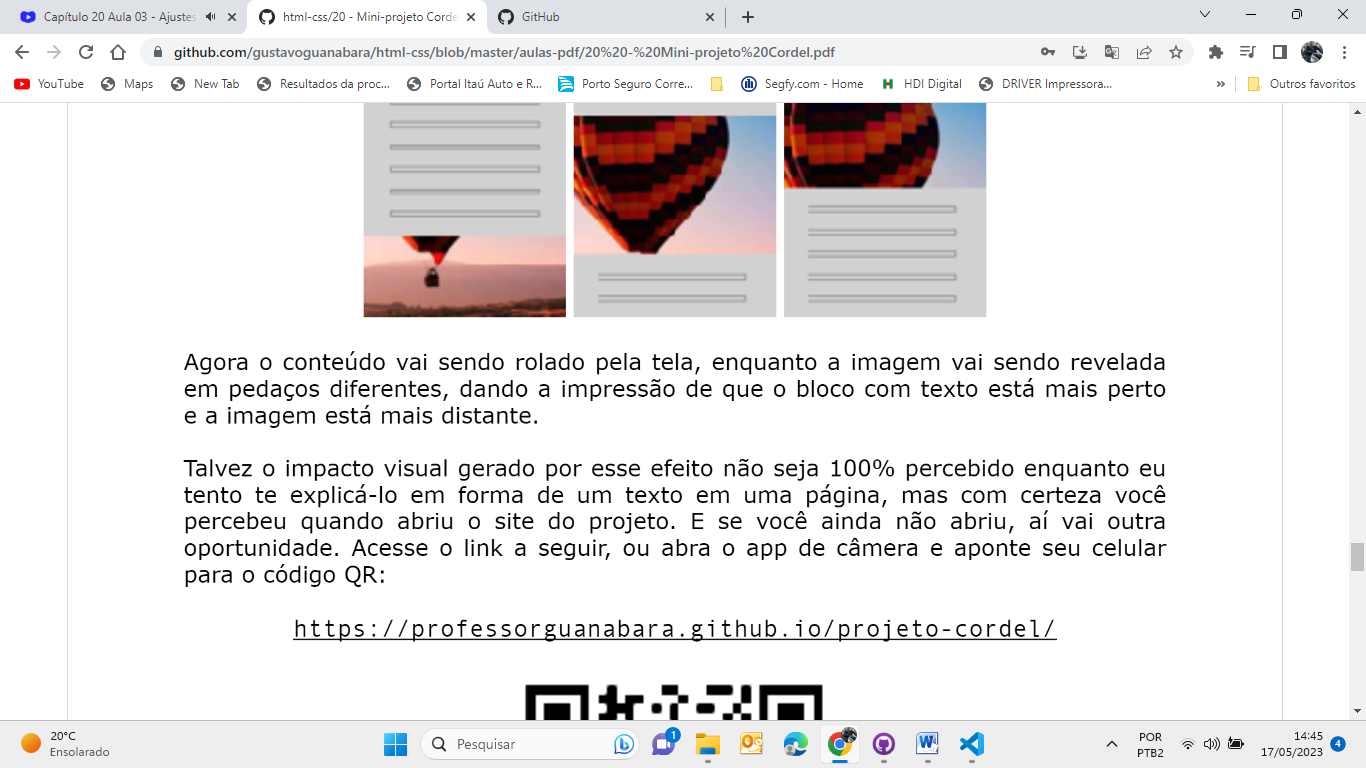 Capítulo 20 Aula 03 - Ajustes
html-css/20 - Mini-projeto Corde
GitHub
github.com/gustavoguanabara/html-css/blob/master/aulas-pdf/20%20-%20Mini-projeto%20Cordel.pdf
YouTube
Maps
New Tab
Resultados da proc...
Portal Itaú Auto e R...
Porto Seguro Corre...
Segfy.com - Home
HDI Digital
DRIVER Impressora...
»
Outros favoritos
Agora o conteúdo vai sendo rolado pela tela, enquanto a imagem vai sendo revelada
em pedaços diferentes, dando a impressão de que o bloco com texto está mais perto
e a imagem está mais distante.
Talvez o impacto visual gerado por esse efeito não seja 100% percebido enquanto eu
tento te explicá-lo em forma de um texto em uma página, mas com certeza você
percebeu quando abriu o site do projeto. E se você ainda não abriu, aí vai outra
oportunidade. Acesse o link a seguir, ou abra o app de câmera e aponte seu celular
para o código QR:
https://professorguanabara.github.io/projeto-cordel/
20°C
Ensolarado
Pesquisar
1
POR
PTB2
14:45
17/05/2023
4